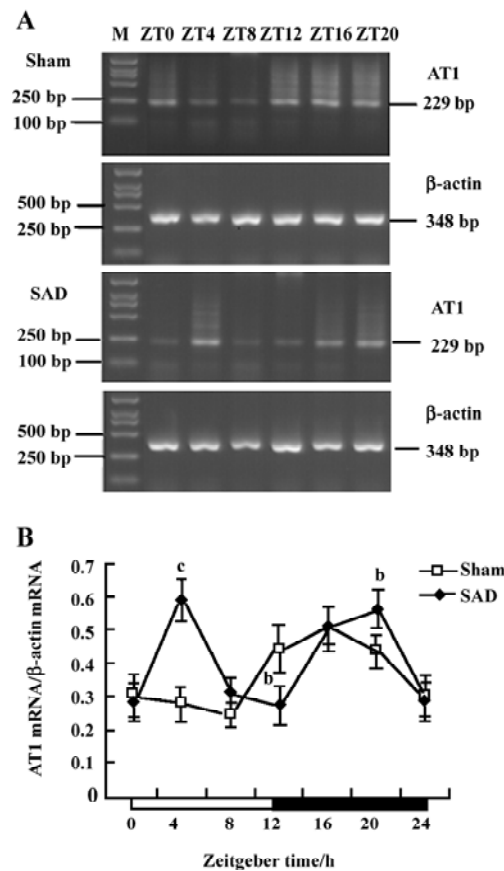 A
M ZT0 ZT4 ZT8 ZT12 ZT16 ZT20
Sham
AT1
250 bp
229 bp
100 bp
β-actin
500 bp
348 bp
250 bp
SAD
AT1
250 bp
229 bp
100 bp
β-actin
500 bp
348 bp
250 bp
B
0.7
0.6
0.5
0.4
0.3
0.2
0.1
0
AT1 mRNA/β-actin mRNA
c
b
b
Sham
SAD
0 4 8 12 16 20 24
Zeitgeber time/h